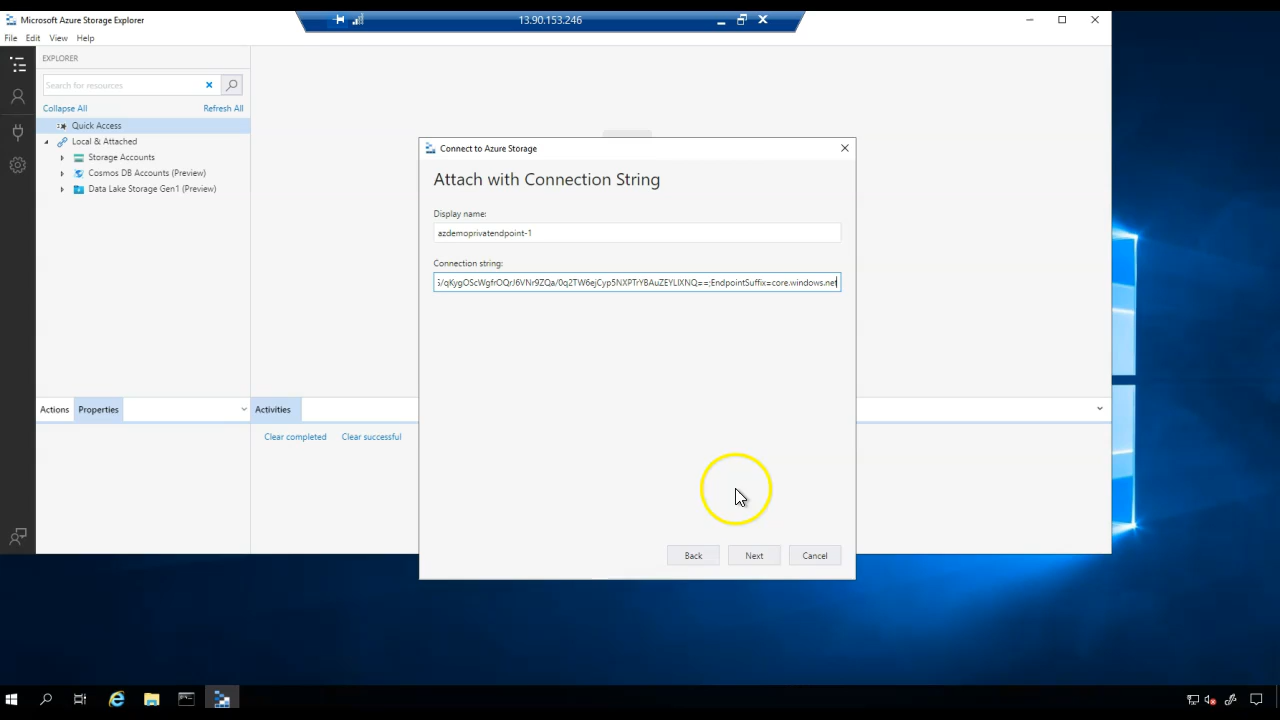 Microsoft Azure Storage Explorer
13.90.153.246
File Edit View Help
EXPLORER
Search for resources
Collapse All Refresh All
Quick Access
Local & Attached
Storage Accounts
Cosmos DB Accounts (Preview)
Data Lake Storage Gen1 (Preview)
Connect to Azure Storage
Attach with Connection String
Display name:
azdemoprivatendpoint-1
Connection string:
/qKygOScWgfrOQrJ6VNr9ZQa/0q2TW6ejCyp5NXPTrY8AuZEYLIXNQ==;EndpointSuffix=core.windows.net
Back Next Cancel
Actions Properties
Activities
Clear completed Clear successful